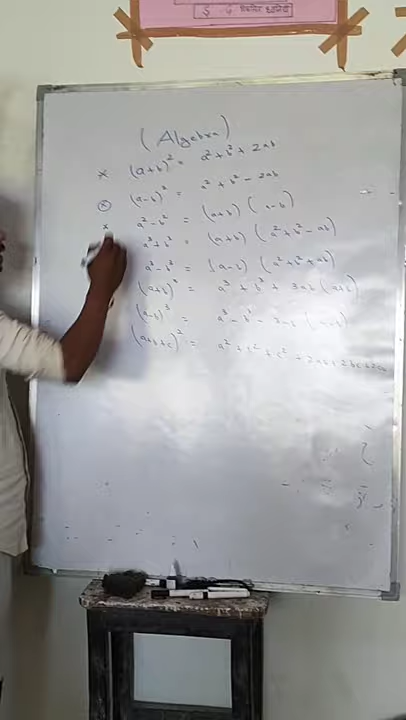 (Algebra)
* (a+b)² = a² + b² + 2ab
⊗ (a-b)² = a² + b² - 2ab
* a² - b² = (a+b) (a-b)
a³ + b³ = (a+b) (a² + b² - ab)
a³ - b³ = (a-b) (a² + b² + ab)
(a+b)³ = a³ + b³ + 3ab (a+b)
(a-b)³ = a³ - b³ - 3ab (a-b)
(a+b+c)² = a² + b² + c² + 2ab + 2bc + 2ca